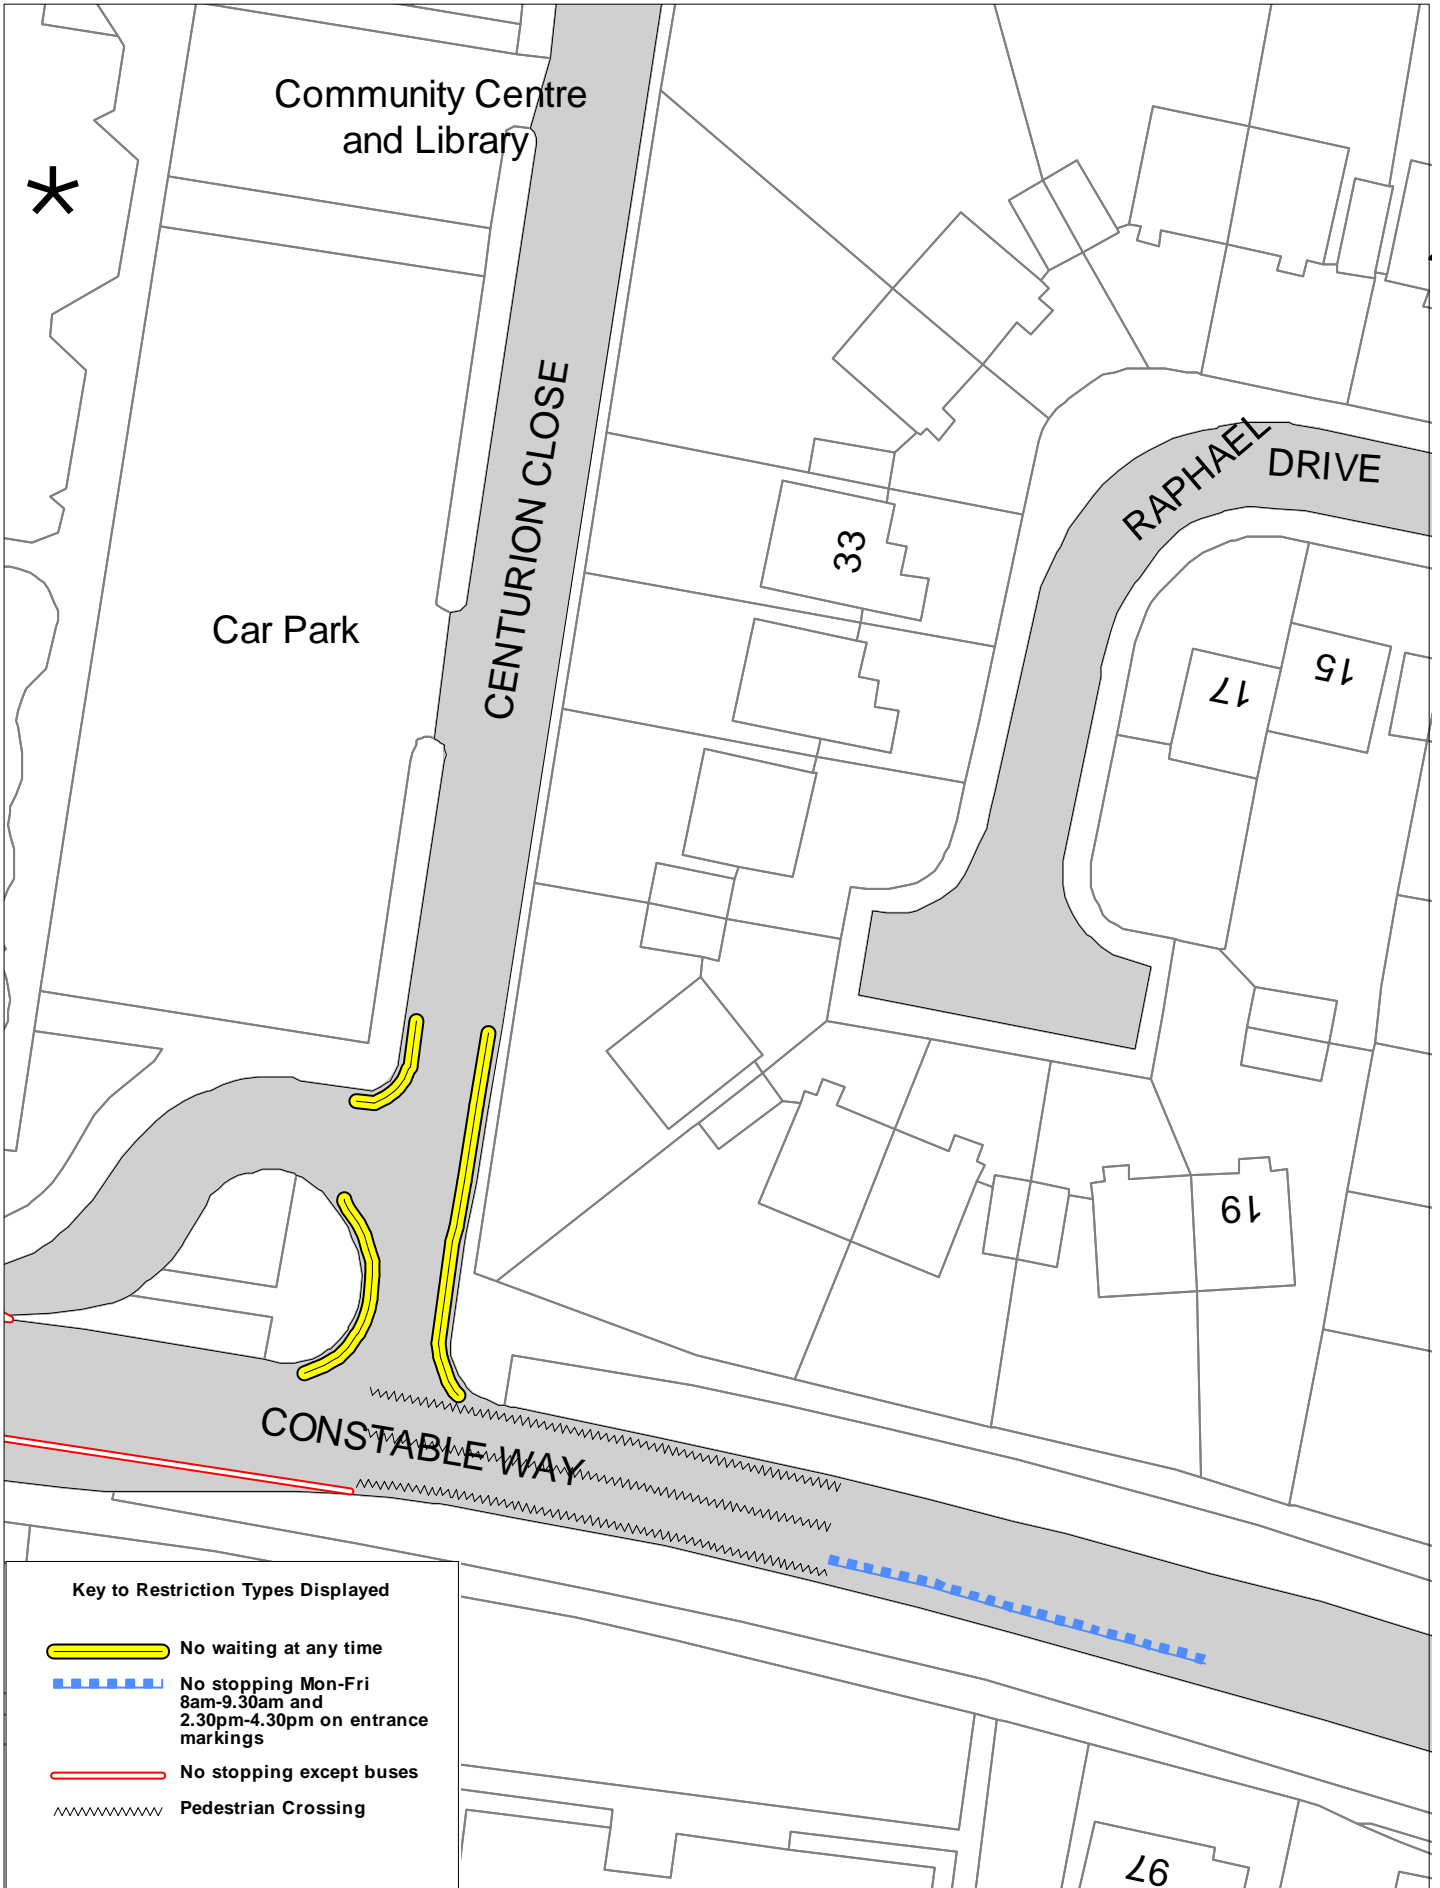 Community Centre
and Library
CENTURION CLOSE
RAPHAEL
DRIVE
33
Car Park
17
15
19
CONSTABLE WAY
Key to Restriction Types Displayed
No waiting at any time
No stopping Mon-Fri
8am-9.30am and
2.30pm-4.30pm on entrance
markings
No stopping except buses
Pedestrian Crossing
97